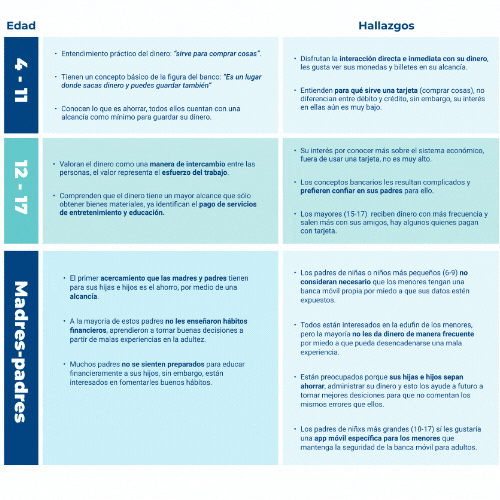 Edad
Hallazgos
4 - 11
• Entendimiento práctico del dinero: "sirve para comprar cosas".
• Tienen un concepto básico de la figura del banco: "Es un lugar
donde sacas dinero y puedes guardar también"
• Conocen lo que es ahorrar, todos ellos cuentan con una
alcancía como mínimo para guardar su dinero.
• Disfrutan la interacción directa e inmediata con su dinero,
les gusta ver sus monedas y billetes en su alcancía.
• Entienden para qué sirve una tarjeta (comprar cosas), no
diferencian entre débito y crédito, sin embargo, su interés
en ellas aún es muy bajo.
12 - 17
• Valoran el dinero como una manera de intercambio entre las
personas, el valor representa el esfuerzo del trabajo.
• Comprenden que el dinero tiene un mayor alcance que sólo
obtener bienes materiales, ya identifican el pago de servicios
de entretenimiento y educación.
• Su interés por conocer más sobre el sistema económico,
fuera de usar una tarjeta, no es muy alto.
• Los conceptos bancarios les resultan complicados y
prefieren confiar en sus padres para ello.
• Los mayores (15-17) reciben dinero con más frecuencia y
salen más con sus amigos, hay algunos quienes pagan
con tarjeta.
Madres-padres
• El primer acercamiento que las madres y padres tienen
para sus hijas e hijos es el ahorro, por medio de una
alcancía.
• A la mayoría de estos padres no les enseñaron hábitos
financieros, aprendieron a tomar buenas decisiones a
partir de malas experiencias en la adultez.
• Muchos padres no se sienten preparados para educar
financieramente a sus hijos, sin embargo, están
interesados en fomentarles buenos hábitos.
• Los padres de niñas o niños más pequeños (6-9) no
consideran necesario que los menores tengan una
banca móvil propia por miedo a que sus datos estén
expuestos.
• Todos están interesados en la edufin de los menores,
pero la mayoría no les da dinero de manera frecuente
por miedo a que pueda desencadenarse una mala
experiencia.
• Están preocupados porque sus hijas e hijos sepan
ahorrar, administrar su dinero y esto los ayude a futuro a
tomar mejores desiciones para que no comentan los
mismos errores que ellos.
• Los padres de niñxs más grandes (10-17) sí les gustaría
una app móvil específica para los menores que
mantenga la seguridad de la banca móvil para adultos.